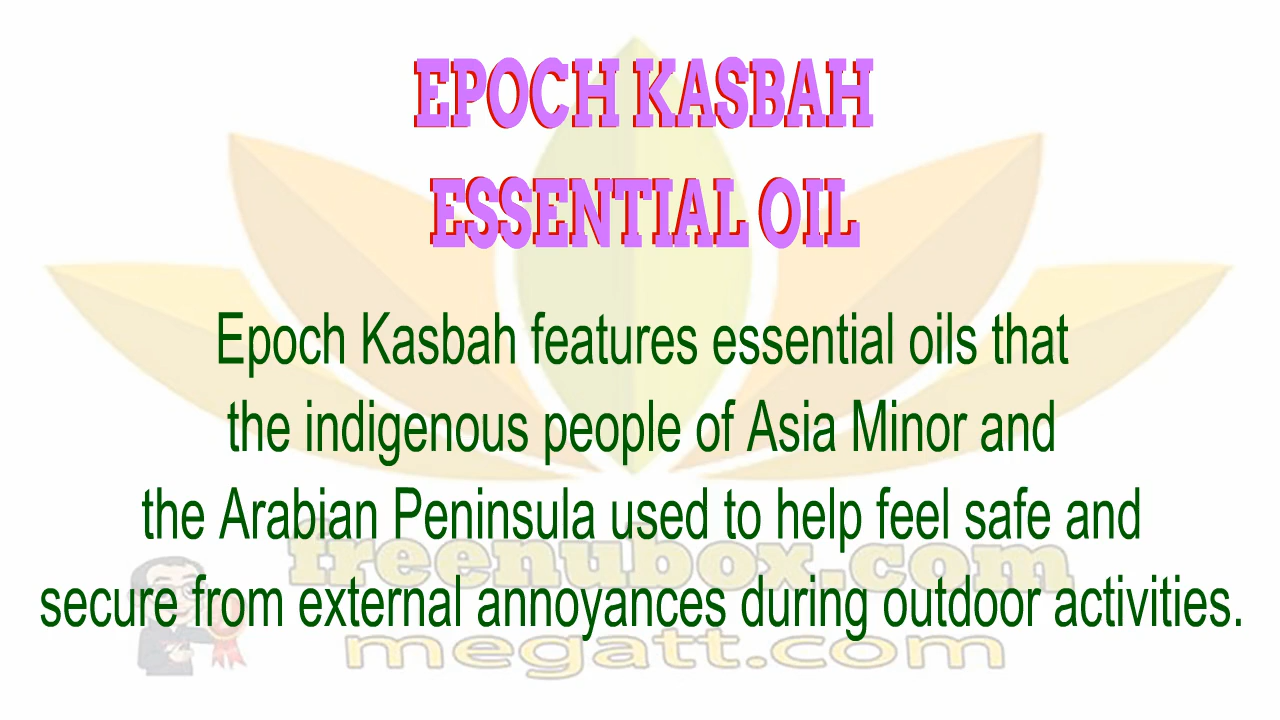 EPOCH KASBAH
ESSENTIAL OIL
Epoch Kasbah features essential oils that
the indigenous people of Asia Minor and
the Arabian Peninsula used to help feel safe and
freenubox.com
secure from external annoyances during outdoor activities.
megatt.com